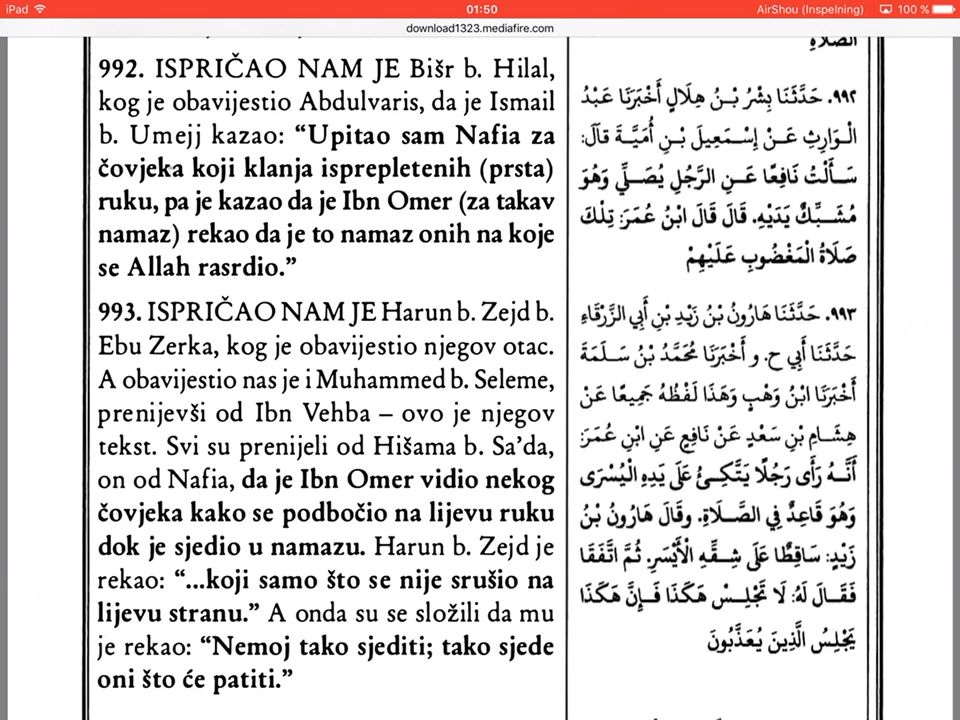 iPad
01:50
AirShou (Inspelning)
100 %
download1323.mediafire.com
992. ISPRIČAO NAM JE Bišr b. Hilal,
kog je obavijestio Abdulvaris, da je Ismail
b. Umejj kazao: “Upitao sam Nafia za
čovjeka koji klanja isprepletenih (prsta)
ruku, pa je kazao da je Ibn Omer (za takav
namaz) rekao da je to namaz onih na koje
se Allah rasrdio.”
993. ISPRIČAO NAM JE Harun b. Zejd b.
Ebu Zerka, kog je obavijestio njegov otac.
A obavijestio nas je i Muhammed b. Seleme,
prenijevši od Ibn Vehba – ovo je njegov
tekst. Svi su prenijeli od Hišama b. Sa’da,
on od Nafia, da je Ibn Omer vidio nekog
čovjeka kako se podbočio na lijevu ruku
dok je sjedio u namazu. Harun b. Zejd je
rekao: “...koji samo što se nije srušio na
lijevu stranu.” A onda su se složili da mu
je rekao: “Nemoj tako sjediti; tako sjede
oni što će patiti.”
الصَّلَاةِ
٩٩٢. حَدَّثَنَا بِشْرُ بْنُ هِلَالٍ أَخْبَرَنَا عَبْدُ
الْوَارِثِ عَنْ إِسْمَعِيلَ بْنِ أُمَيَّةَ قَالَ:
سَأَلْتُ نَافِعًا عَنِ الرَّجُلِ يُصَلِّي وَهُوَ
مُشَبِّكٌ يَدَيْهِ. قَالَ قَالَ ابْنُ عُمَرَ: تِلْكَ
صَلَاةُ الْمَغْضُوبِ عَلَيْهِمْ
٩٩٣. حَدَّثَنَا هَارُونُ بْنُ زَيْدِ بْنِ أَبِي الزَّرْقَاءِ
حَدَّثَنَا أَبِي ح. و أَخْبَرَنَا مُحَمَّدُ بْنُ سَلَمَةَ
أَخْبَرَنَا ابْنُ وَهْبٍ وَهَذَا لَفْظُهُ جَمِيعًا عَنْ
هِشَامِ بْنِ سَعْدٍ عَنْ نَافِعٍ عَنِ ابْنِ عُمَرَ:
أَنَّهُ رَأَى رَجُلًا يَتَّكِئُ عَلَى يَدِهِ الْيُسْرَى
وَهُوَ قَاعِدٌ فِي الصَّلَاةِ. وقَالَ هَارُونُ بْنُ
زَيْدٍ: سَاقِطًا عَلَى شِقِّهِ الْأَيْسَرِ. ثُمَّ اتَّفَقَا
فَقَالَ لَهُ: لَا تَجْلِسْ هَكَذَا فَإِنَّ هَكَذَا
يَجْلِسُ الَّذِينَ يُعَذَّبُونَ